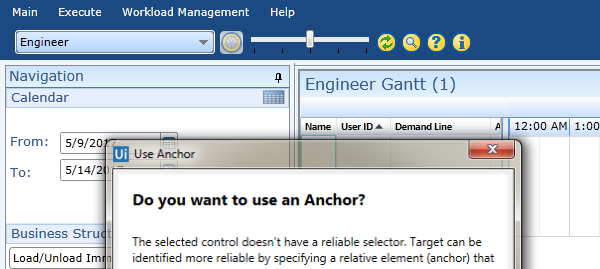 Main Execute Workload Management Help
Engineer
Navigation
Calendar
From: 5/9/201
To: 5/14/201
Business Struct
Load/Unload Imm
Engineer Gantt (1)
Name User ID Demand Line A 12:00 AM 1:00
Ui Use Anchor
Do you want to use an Anchor?
The selected control doesn't have a reliable selector. Target can be
identified more reliable by specifying a relative element (anchor) that